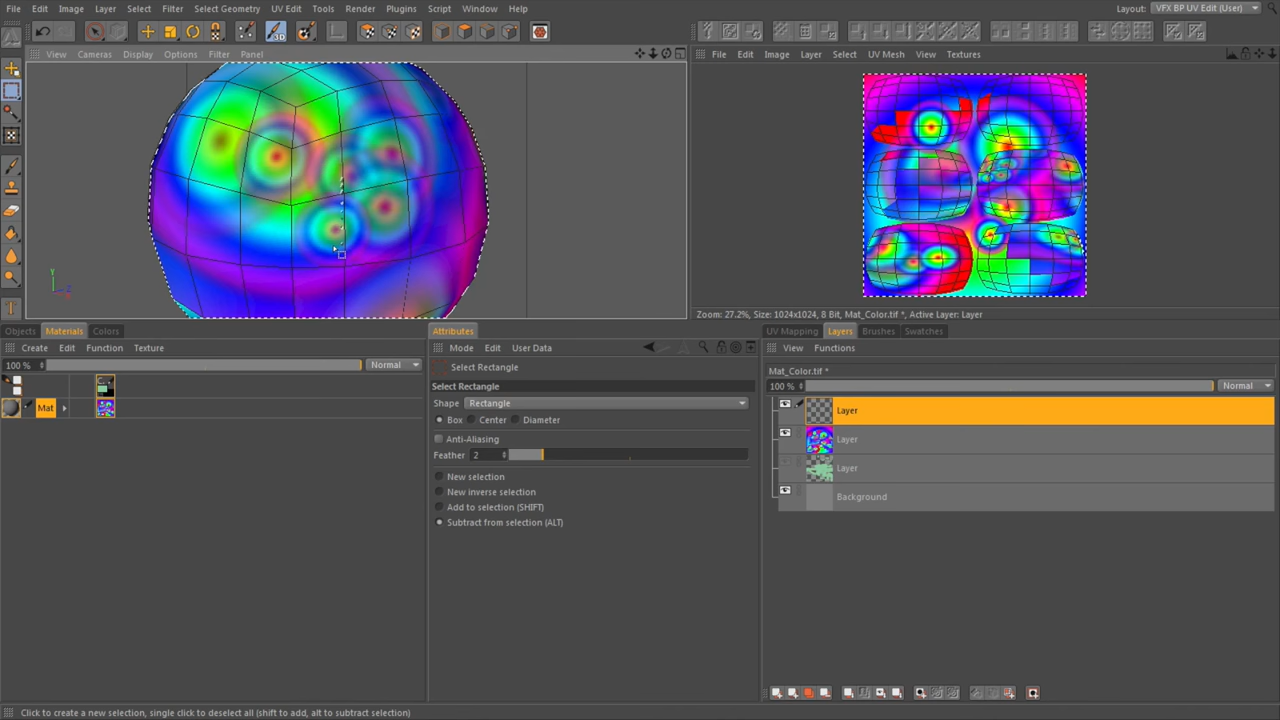 File Edit Image Layer Select Filter Select Geometry UV Edit Tools Render Plugins Script Window Help Layout: VFX BP UV Edit (User)
View Cameras Display Options Filter Panel
File Edit Image Layer Select UV Mesh View Textures
Y
Zoom: 27.2%, Size: 1024x1024, 8 Bit, Mat_Color.tif *, Active Layer: Layer
Objects Materials Colors
Attributes
UV Mapping Layers Brushes Swatches
Create Edit Function Texture
Mode Edit User Data
View Functions
100 % Normal
Select Rectangle
Mat_Color.tif *
Select Rectangle
100 % Normal
Mat
Shape Rectangle
Layer
Box Center Diameter
Anti-Aliasing
Layer
Feather 2
Layer
New selection
New inverse selection
Background
Add to selection (SHIFT)
Subtract from selection (ALT)
Click to create a new selection, single click to deselect all (shift to add, alt to subtract selection)